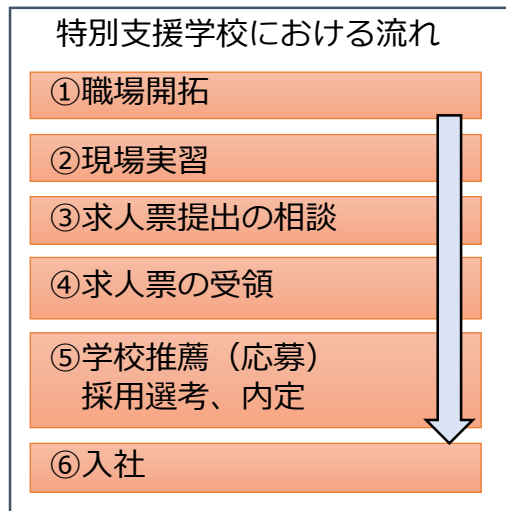 特別支援学校における流れ
①職場開拓
②現場実習
③求人票提出の相談
④求人票の受領
⑤学校推薦（応募）
採用選考、内定
⑥入社